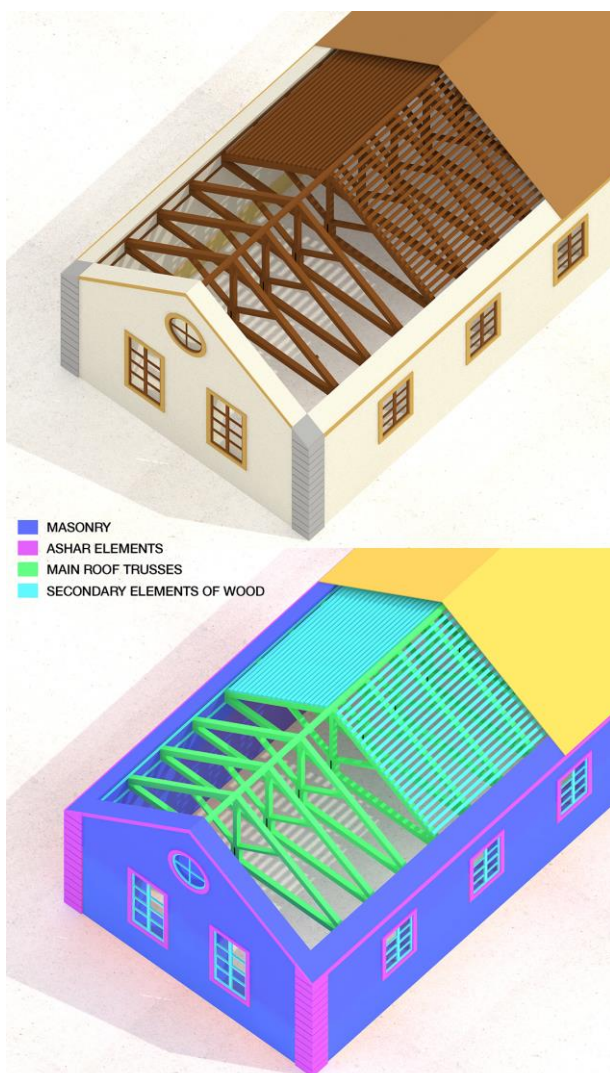 MASONRY
ASHAR ELEMENTS
MAIN ROOF TRUSSES
SECONDARY ELEMENTS OF WOOD